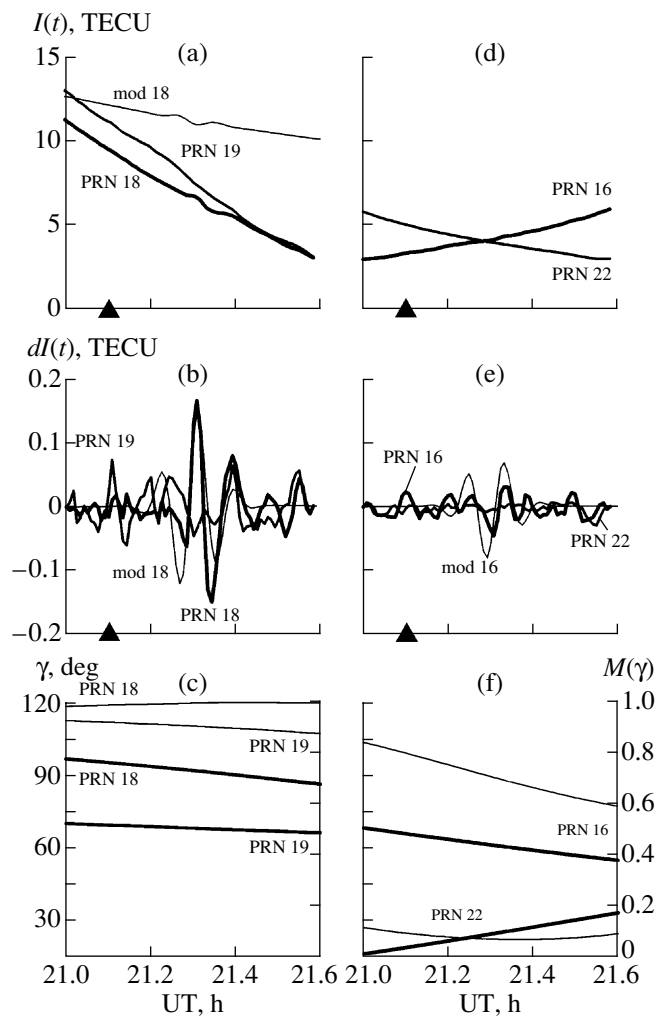 I(t), TECU
(a)
(d)
15
mod 18
10
PRN 19
PRN 18
PRN 16
5
PRN 22
0
dI(t), TECU
(b)
(e)
0.2
PRN 19
0.1
PRN 16
0
mod 18
PRN 18
mod 16
PRN 22
−0.1
−0.2
γ, deg
(c)
(f)
M(γ)
120
PRN 18
1.0
PRN 19
0.8
90
PRN 18
0.6
PRN 16
60
PRN 19
0.4
PRN 22
0.2
30
0
21.0 21.2 21.4 21.6
21.0 21.2 21.4 21.6
UT, h
UT, h